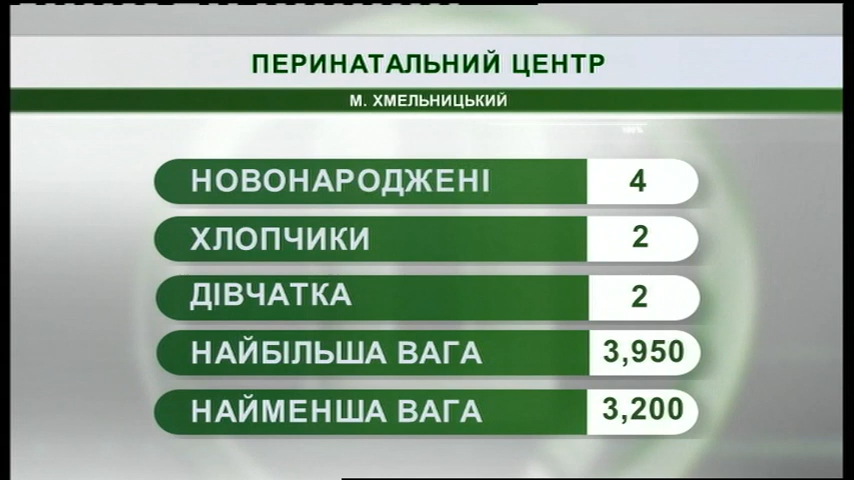 ПЕРИНАТАЛЬНИЙ ЦЕНТР
М. ХМЕЛЬНИЦЬКИЙ
НОВОНАРОДЖЕНІ 4
ХЛОПЧИКИ 2
ДІВЧАТКА 2
НАЙБІЛЬША ВАГА 3,950
НАЙМЕНША ВАГА 3,200